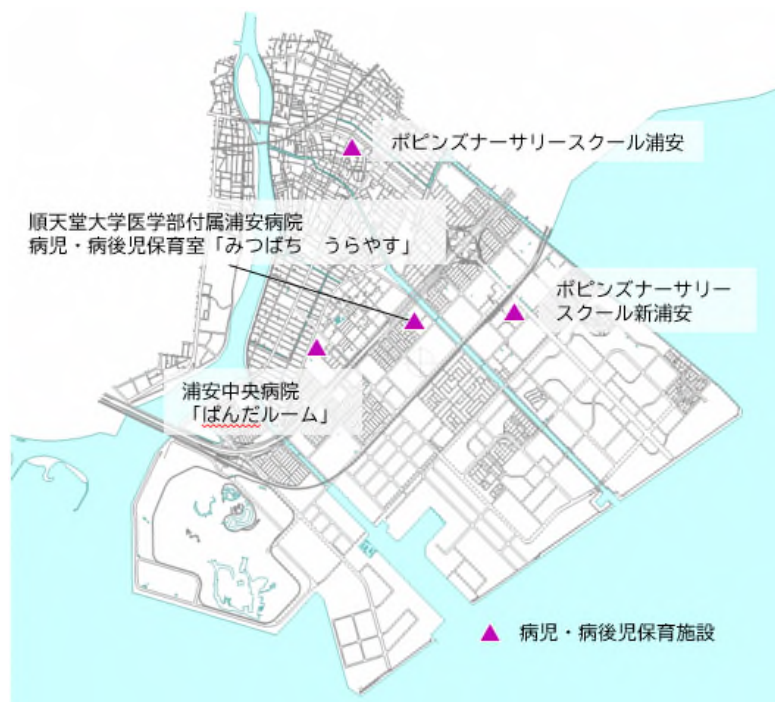 ポピンズナーサリースクール浦安
順天堂大学医学部付属浦安病院
病児・病後児保育室「みつばち　うらやす」
ポピンズナーサリー
スクール新浦安
浦安中央病院
「ぱんだルーム」
病児・病後児保育施設